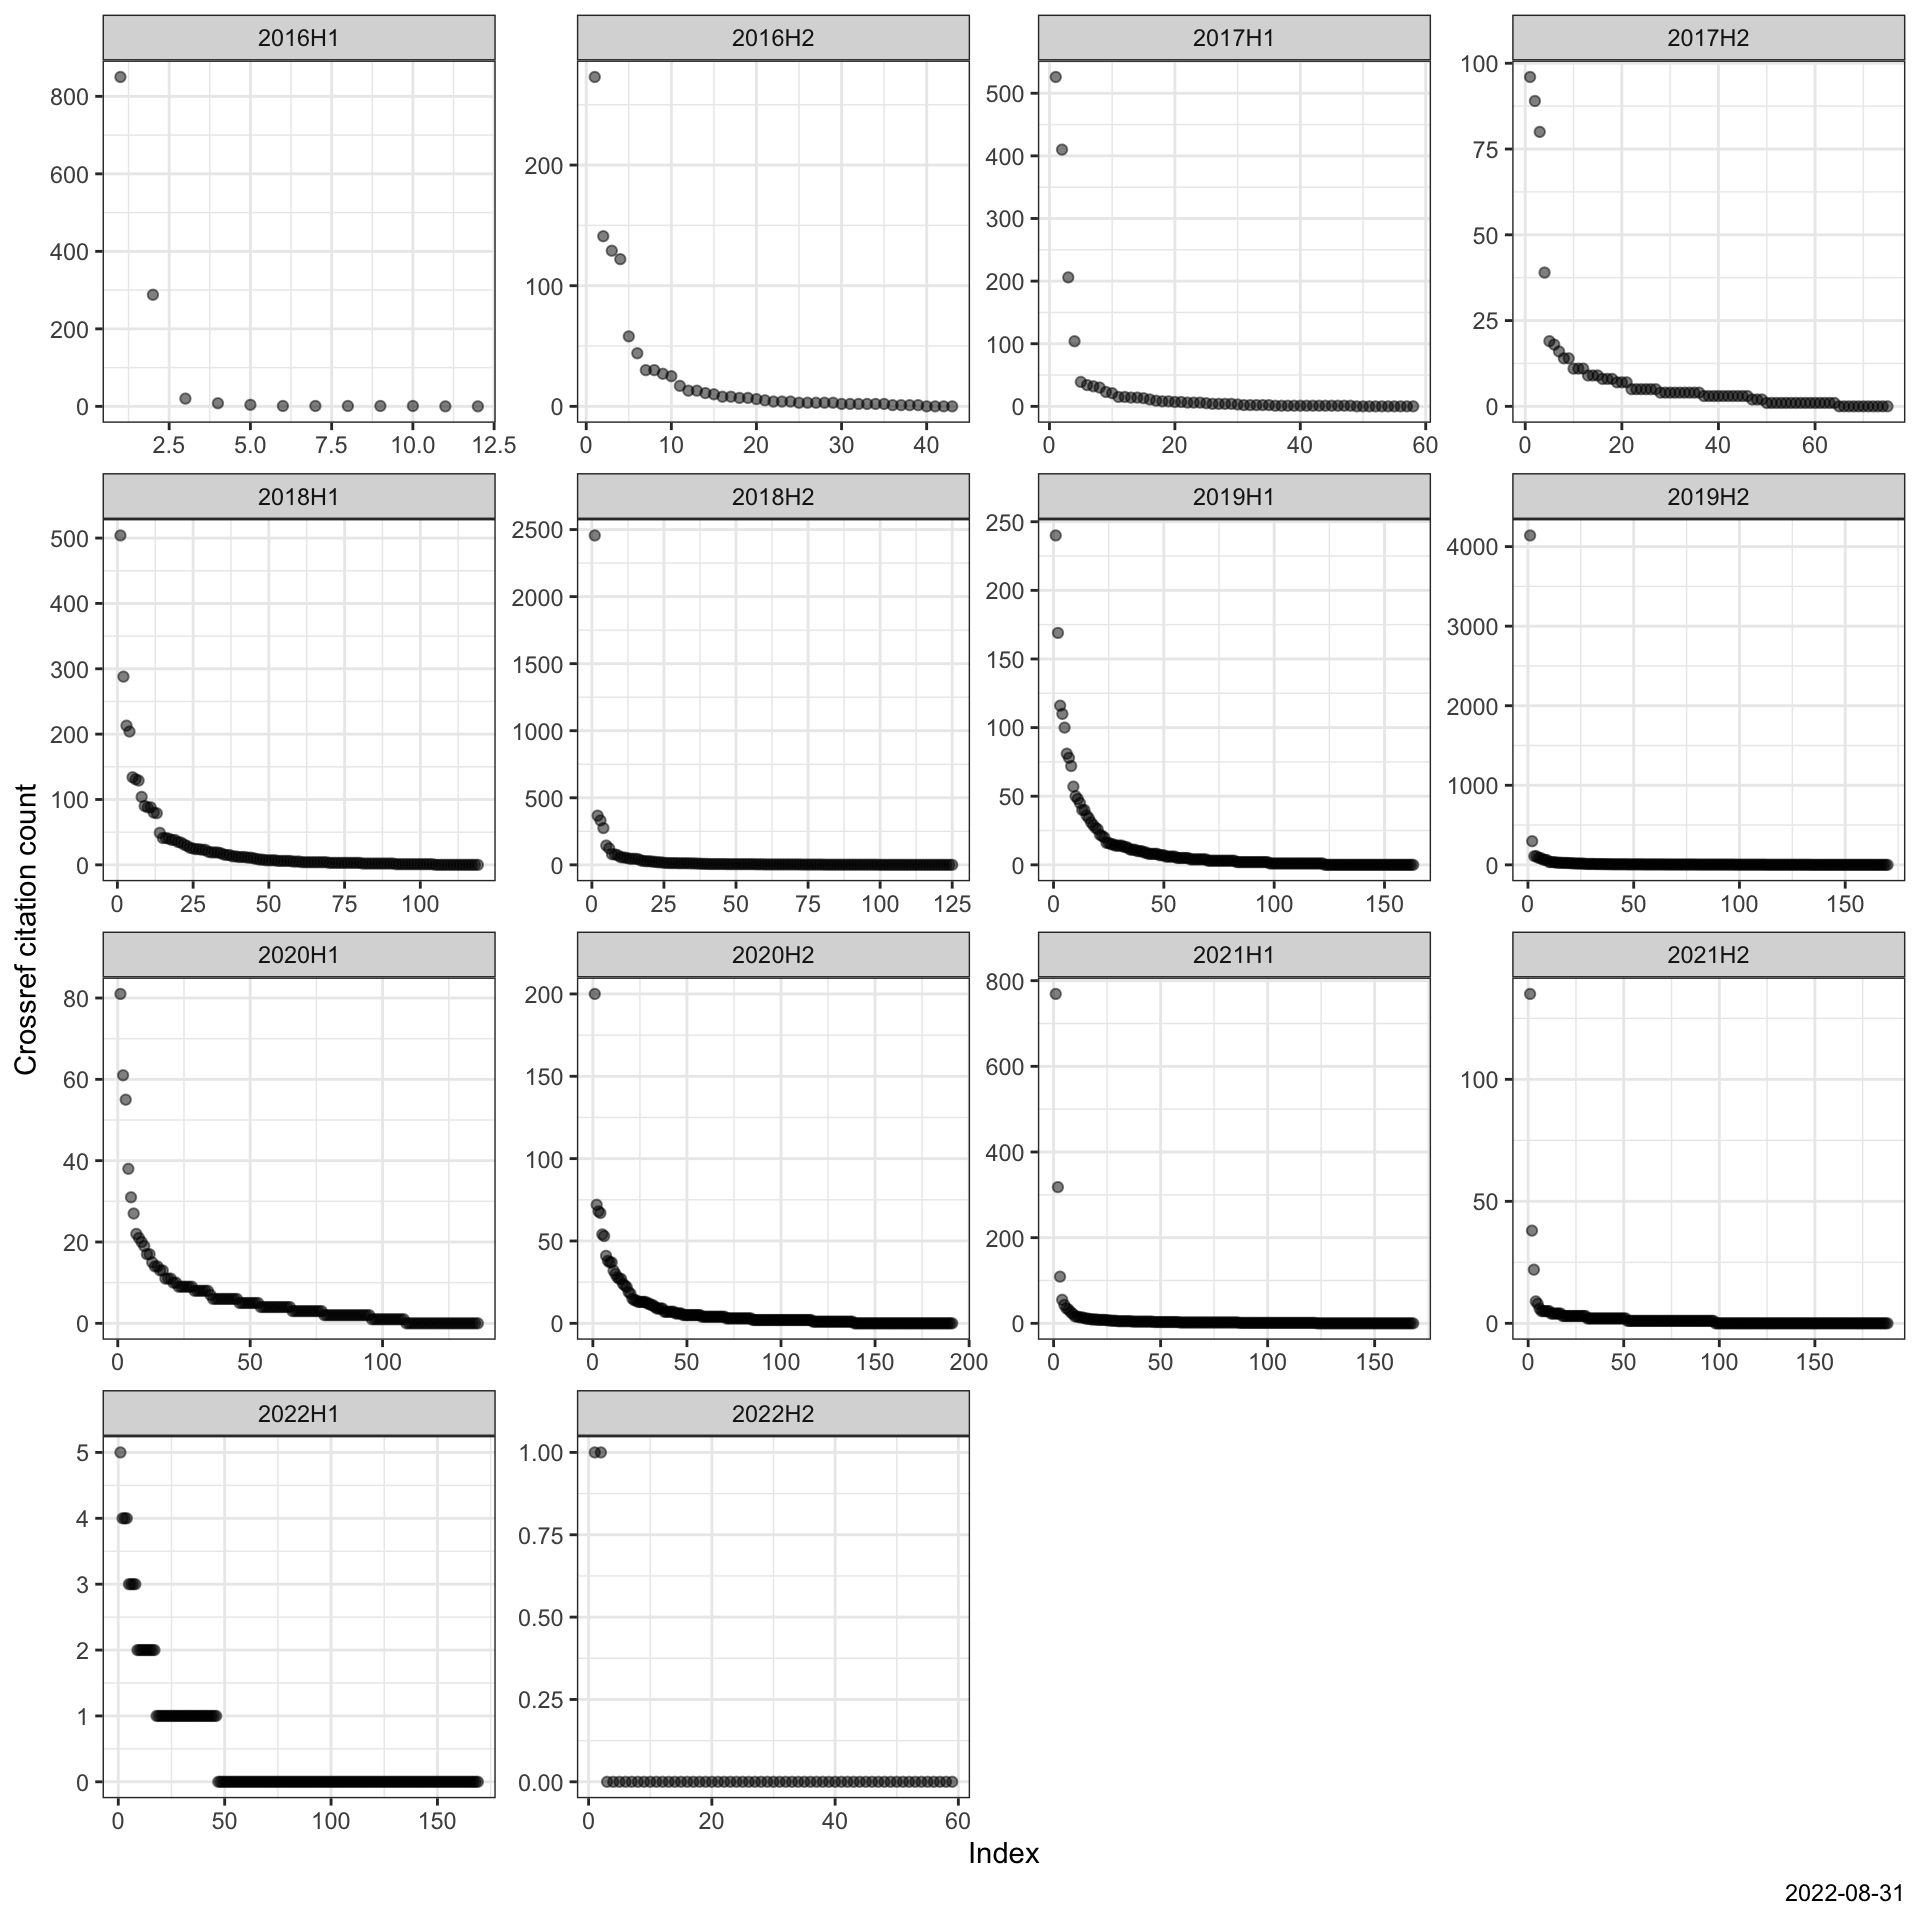 2016H1 2016H2 2017H1 2017H2
800 600 400 200 0
200 100 0
500 400 300 200 100 0
100 75 50 25 0
2.5 5.0 7.5 10.0 12.5 0 10 20 30 40 0 20 40 60 0 20 40 60
2018H1 2018H2 2019H1 2019H2
500 400 300 200 100 0
2500 2000 1500 1000 500 0
250 200 150 100 50 0
4000 3000 2000 1000 0
0 25 50 75 100 0 25 50 75 100 125 0 50 100 150 0 50 100 150
Crossref citation count
2020H1 2020H2 2021H1 2021H2
80 60 40 20 0
200 150 100 50 0
800 600 400 200 0
100 50 0
0 50 100 0 50 100 150 200 0 50 100 150 0 50 100 150
2022H1 2022H2
5 4 3 2 1 0
1.00 0.75 0.50 0.25 0.00
0 50 100 150 0 20 40 60
Index
2022-08-31